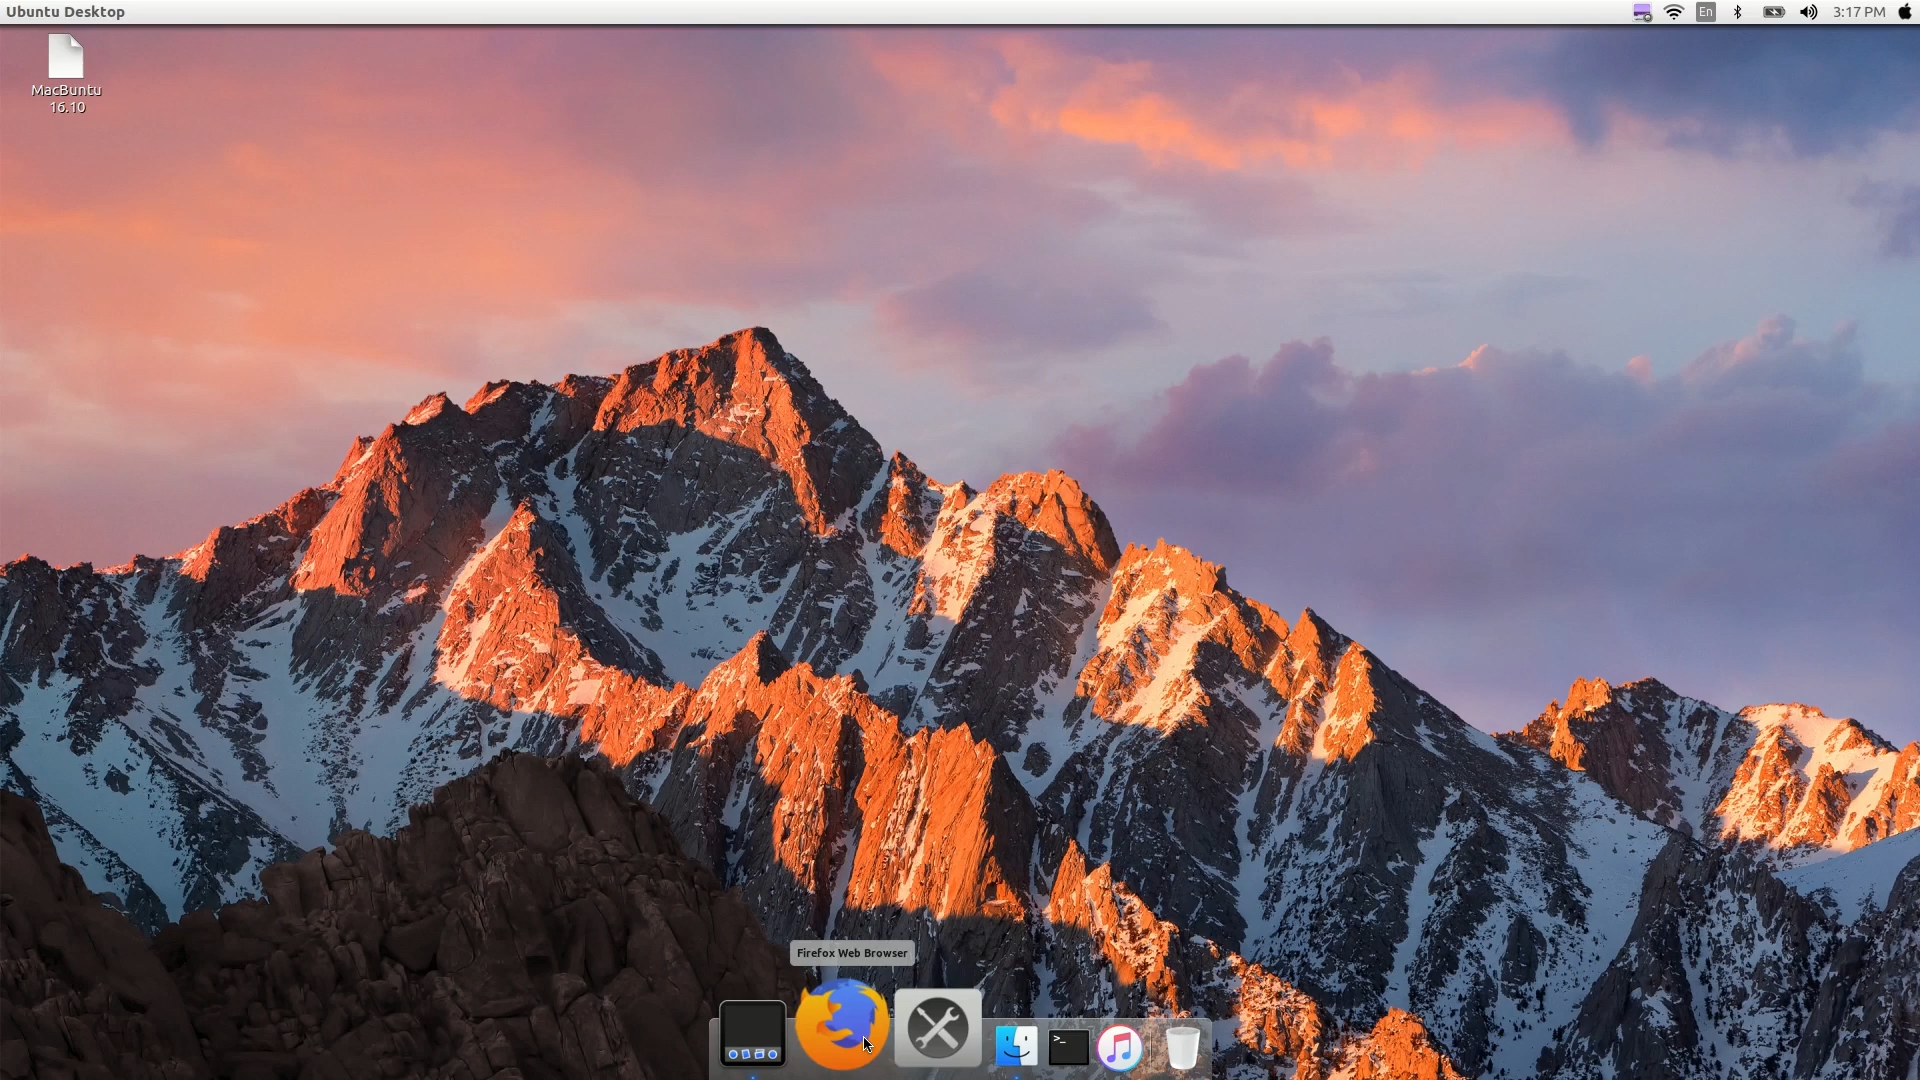 Ubuntu Desktop
En
3:17 PM
MacBuntu
16.10
Firefox Web Browser
>_